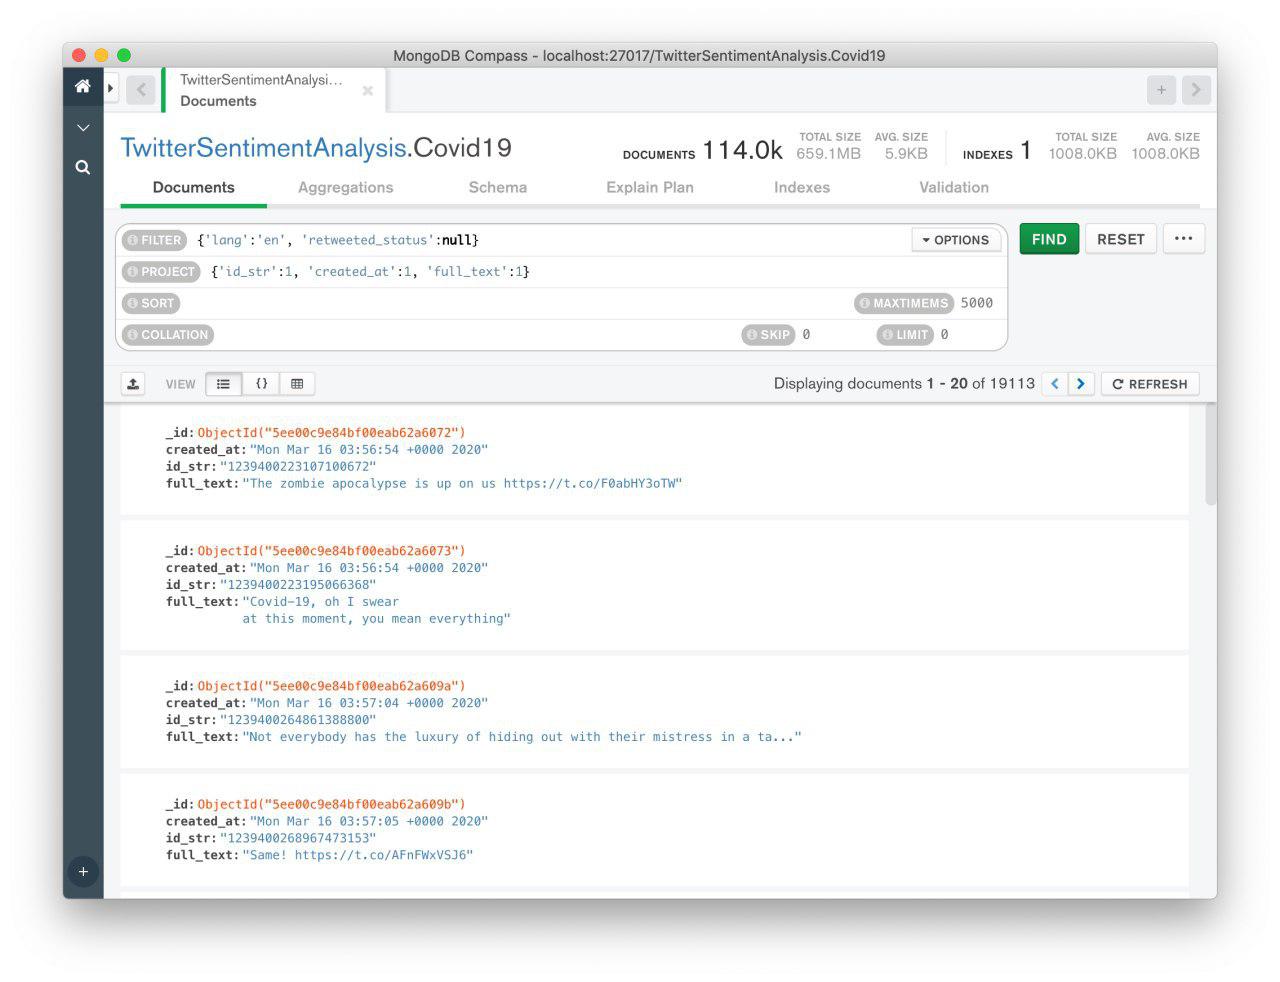 MongoDB Compass - localhost:27017/TwitterSentimentAnalysis.Covid19
TwitterSentimentAnalysi...
Documents
TwitterSentimentAnalysis.Covid19
DOCUMENTS 114.0k TOTAL SIZE 659.1MB AVG. SIZE 5.9KB INDEXES 1 TOTAL SIZE 1008.0KB AVG. SIZE 1008.0KB
Documents Aggregations Schema Explain Plan Indexes Validation
FILTER {'lang':'en', 'retweeted_status':null} OPTIONS FIND RESET ...
PROJECT {'id_str':1, 'created_at':1, 'full_text':1}
SORT MAXTIMEMS 5000
COLLATION SKIP 0 LIMIT 0
VIEW {} Displaying documents 1 - 20 of 19113 < > REFRESH
_id: ObjectId("5ee00c9e84bf00eab62a6072")
created_at: "Mon Mar 16 03:56:54 +0000 2020"
id_str: "1239400223107100672"
full_text: "The zombie apocalypse is up on us https://t.co/F0abHY3oTW"
_id: ObjectId("5ee00c9e84bf00eab62a6073")
created_at: "Mon Mar 16 03:56:54 +0000 2020"
id_str: "1239400223195066368"
full_text: "Covid-19, oh I swear
at this moment, you mean everything"
_id: ObjectId("5ee00c9e84bf00eab62a609a")
created_at: "Mon Mar 16 03:57:04 +0000 2020"
id_str: "1239400264861388800"
full_text: "Not everybody has the luxury of hiding out with their mistress in a ta..."
_id: ObjectId("5ee00c9e84bf00eab62a609b")
created_at: "Mon Mar 16 03:57:05 +0000 2020"
id_str: "1239400268967473153"
full_text: "Same! https://t.co/AFnFWxVSJ6"